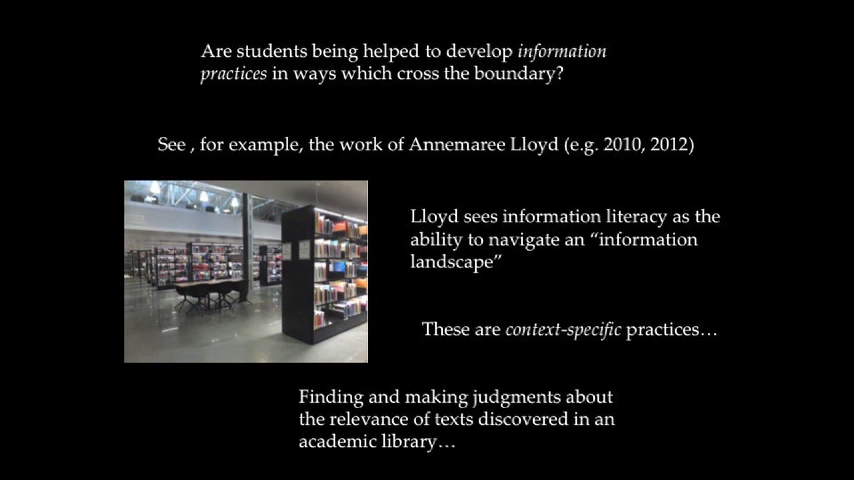 Are students being helped to develop information
practices in ways which cross the boundary?
See , for example, the work of Annemaree Lloyd (e.g. 2010, 2012)
Lloyd sees information literacy as the
ability to navigate an “information
landscape”
These are context-specific practices…
Finding and making judgments about
the relevance of texts discovered in an
academic library…